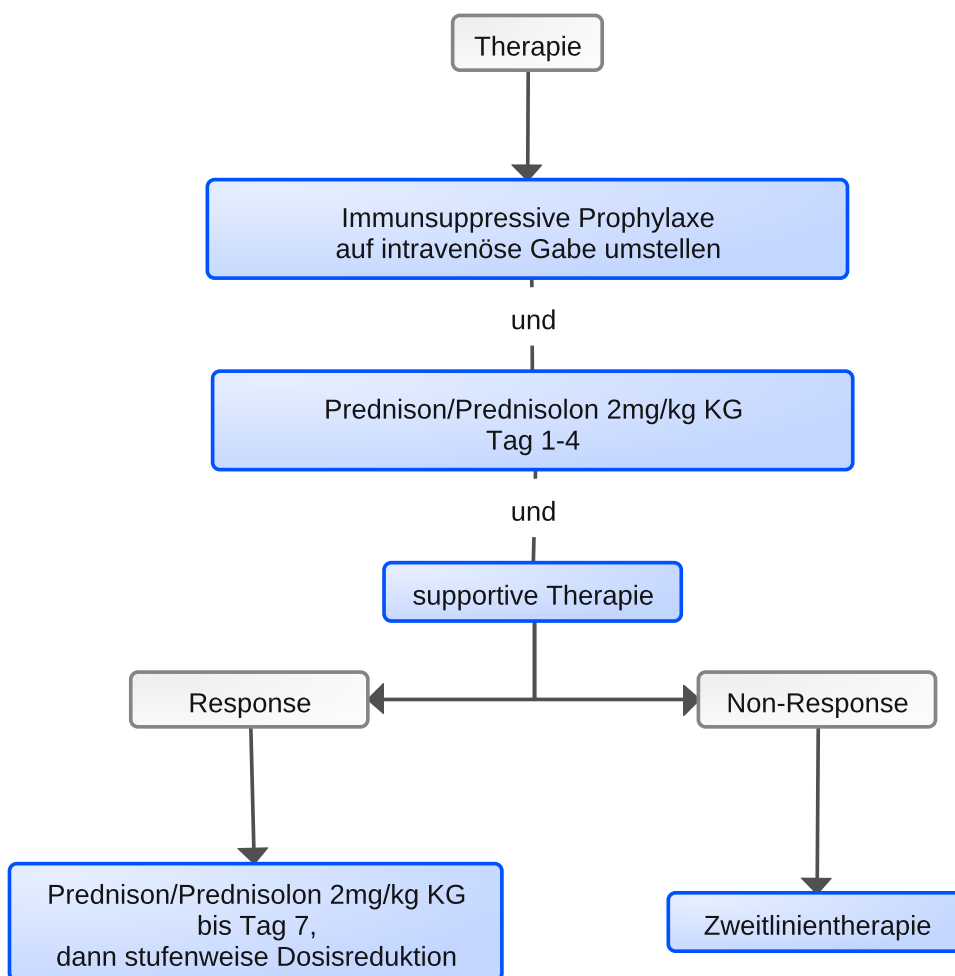 Therapie
Immunsuppressive Prophylaxe
auf intravenöse Gabe umstellen
und
Prednison/Prednisolon 2mg/kg KG
Tag 1-4
und
supportive Therapie
Response
Non-Response
Prednison/Prednisolon 2mg/kg KG
bis Tag 7,
dann stufenweise Dosisreduktion
Zweitlinientherapie